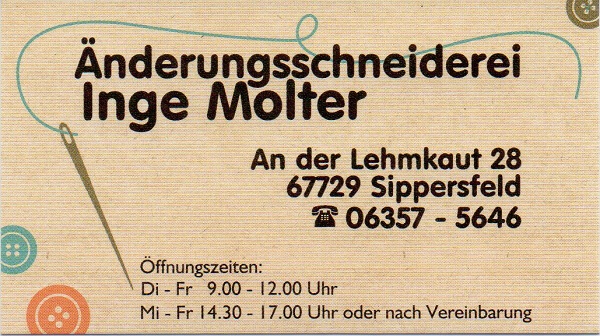 Änderungsschneiderei
Inge Molter
An der Lehmkaut 28
67729 Sippersfeld
☎ 06357 - 5646
Öffnungszeiten:
Di - Fr 9.00 - 12.00 Uhr
Mi - Fr 14.30 - 17.00 Uhr oder nach Vereinbarung